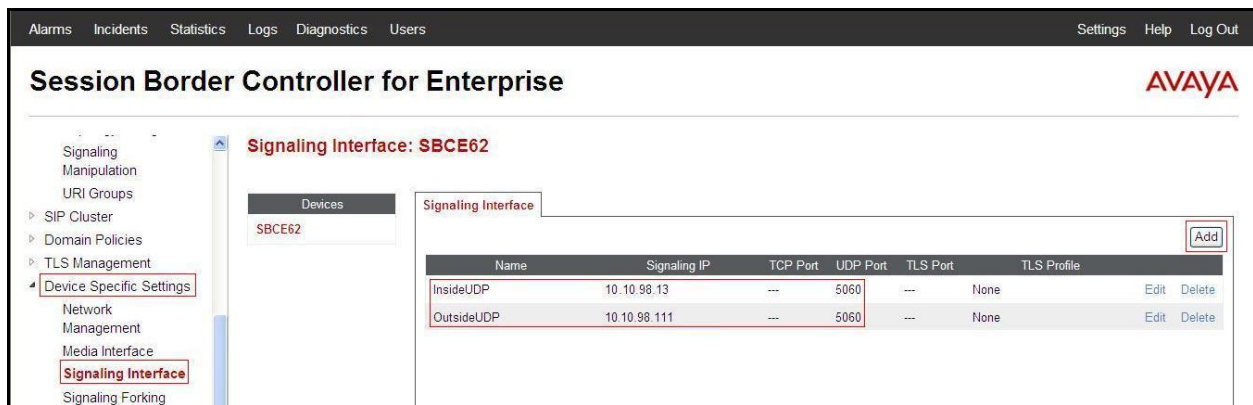 Alarms Incidents Statistics Logs Diagnostics Users Settings Help Log Out
Session Border Controller for Enterprise
AVAYA
Signaling
Manipulation
URI Groups
SIP Cluster
Domain Policies
TLS Management
Device Specific Settings
Network
Management
Media Interface
Signaling Interface
Signaling Forking
Signaling Interface: SBCE62
Devices
SBCE62
Signaling Interface
Add
Name Signaling IP TCP Port UDP Port TLS Port TLS Profile
InsideUDP 10.10.98.13 --- 5060 --- None Edit Delete
OutsideUDP 10.10.98.111 --- 5060 --- None Edit Delete